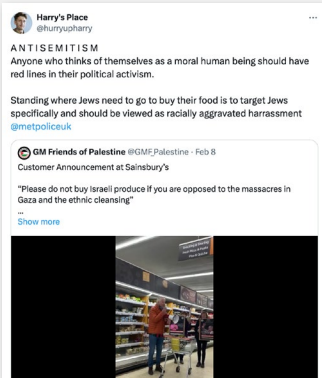 Harry's Place
@hurryupharry
ANTISEMITISM
Anyone who thinks of themselves as a moral human being should have
red lines in their political activism.
Standing where Jews need to go to buy their food is to target Jews
specifically and should be viewed as racially aggravated harrassment
@metpoliceuk
GM Friends of Palestine @GMF_Palestine · Feb 8
Customer Announcement at Sainsbury's
"Please do not buy Israeli produce if you are opposed to the massacres in
Gaza and the ethnic cleansing"
...
Show more